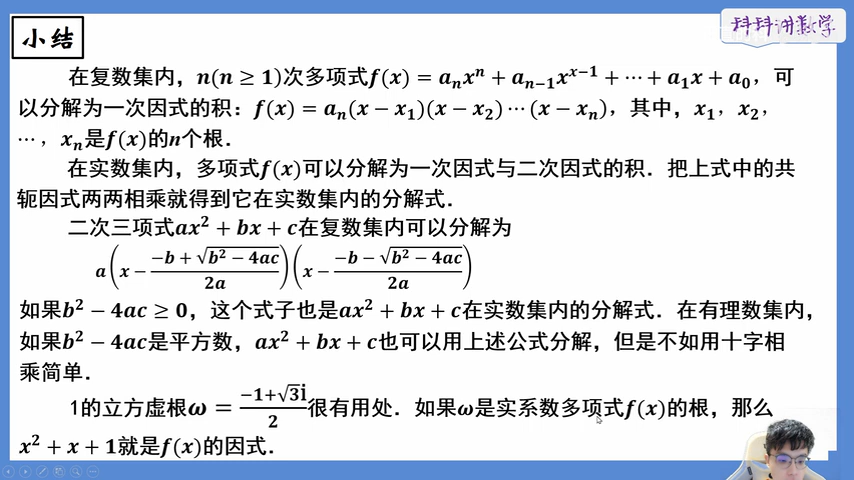 科科讲数学
小结
在复数集内，n(n ≥ 1)次多项式f(x) = aₙxⁿ + aₙ₋₁xˣ⁻¹ + ⋯ + a₁x + a₀，可
以分解为一次因式的积：f(x) = aₙ(x − x₁)(x − x₂) ⋯ (x − xₙ)，其中，x₁，x₂，
⋯，xₙ是f(x)的n个根．
在实数集内，多项式f(x)可以分解为一次因式与二次因式的积．把上式中的共
轭因式两两相乘就得到它在实数集内的分解式．
二次三项式ax² + bx + c在复数集内可以分解为
a(x − (−b + √(b² − 4ac))/2a)(x − (−b − √(b² − 4ac))/2a)
如果b² − 4ac ≥ 0，这个式子也是ax² + bx + c在实数集内的分解式．在有理数集内，
如果b² − 4ac是平方数，ax² + bx + c也可以用上述公式分解，但是不如用十字相
乘简单．
1的立方虚根ω = (−1+√3i)/2很有用处．如果ω是实系数多项式f(x)的根，那么
x² + x + 1就是f(x)的因式．